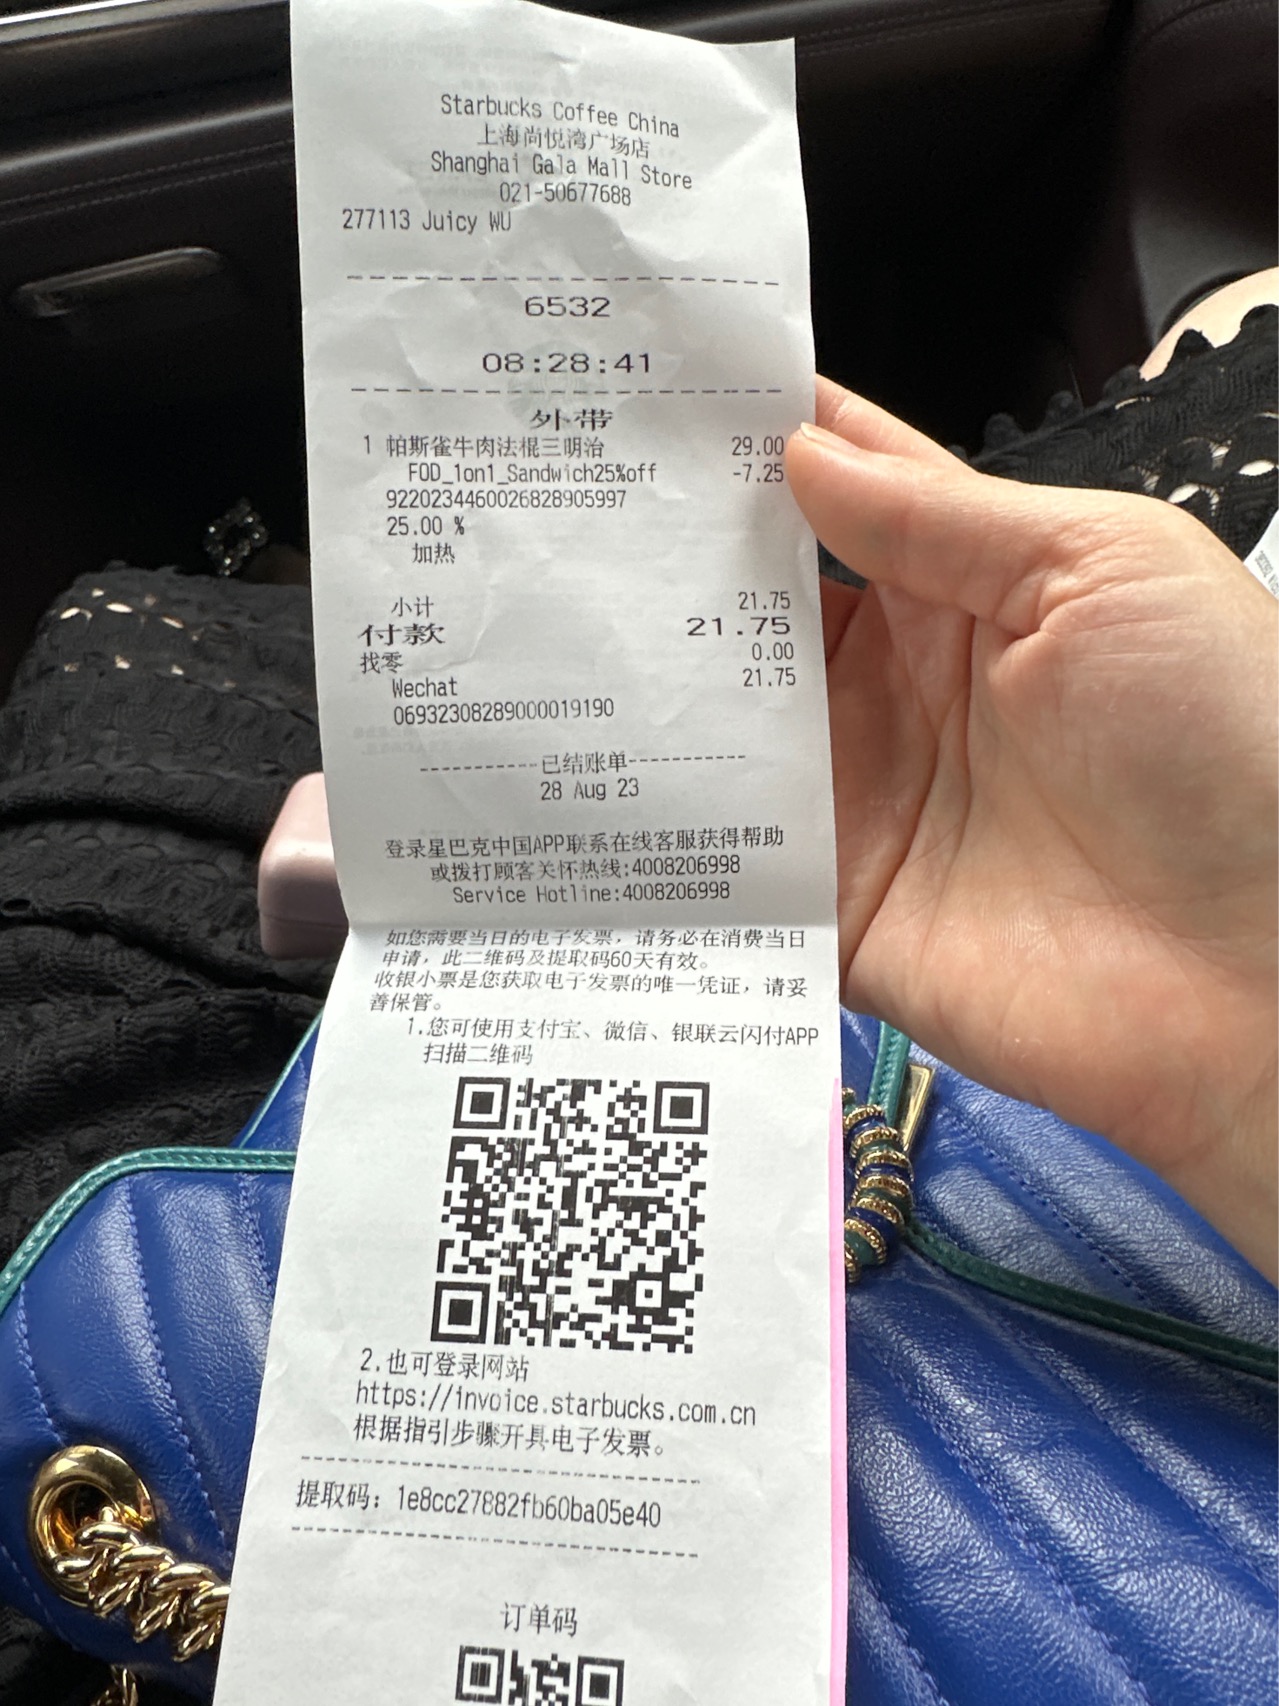 Starbucks Coffee China
上海尚悦湾广场店
Shanghai Gala Mall Store
021-50677688
277113 Juicy WU
6532
08:28:41
外带
1 帕斯雀牛肉法棍三明治 29.00
FOD_1on1_Sandwich25%off -7.25
9220234460026828905997
25.00 %
加热
小计 21.75
付款 21.75
找零 0.00
Wechat 21.75
06932308289000019190
已结账单
28 Aug 23
登录星巴克中国APP联系在线客服获得帮助
或拨打顾客关怀热线:4008206998
Service Hotline:4008206998
如您需要当日的电子发票，请务必在消费当日
申请，此二维码及提取码60天有效。
收银小票是您获取电子发票的唯一凭证，请妥
善保管。
1.您可使用支付宝、微信、银联云闪付APP
扫描二维码
2.也可登录网站
https://invoice.starbucks.com.cn
根据指引步骤开具电子发票。
提取码：1e8cc27882fb60ba05e40
订单码